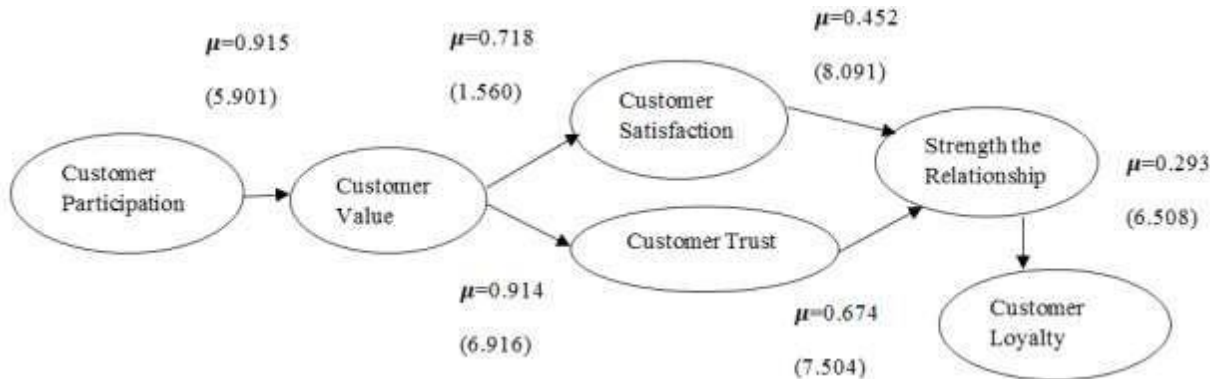 μ=0.915
(5.901)
μ=0.718
(1.560)
μ=0.452
(8.091)
Customer
Participation
Customer
Value
Customer
Satisfaction
Customer Trust
Strength the
Relationship
μ=0.293
(6.508)
μ=0.914
(6.916)
μ=0.674
(7.504)
Customer
Loyalty